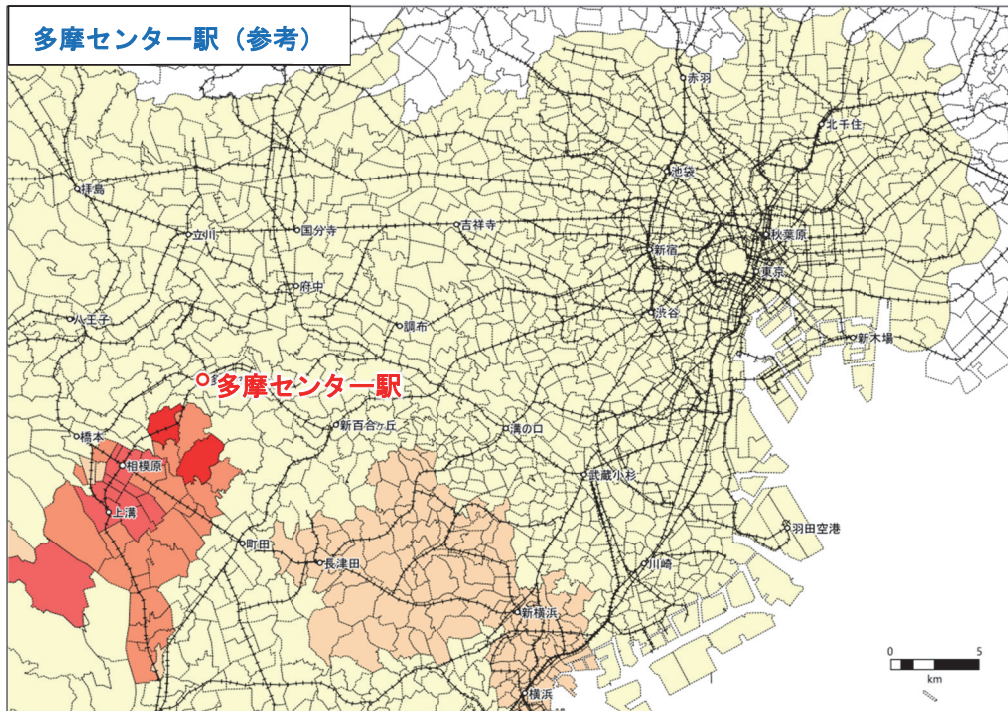 多摩センター駅（参考）
赤羽
北千住
池袋
拝島
吉祥寺
国分寺
立川
秋葉原
新宿
東京
府中
八王子
渋谷
調布
新木場
多摩センター駅
新百合ヶ丘
溝の口
橋本
相模原
武蔵小杉
上溝
羽田空港
町田
長津田
川崎
新横浜
横浜
0 5
km